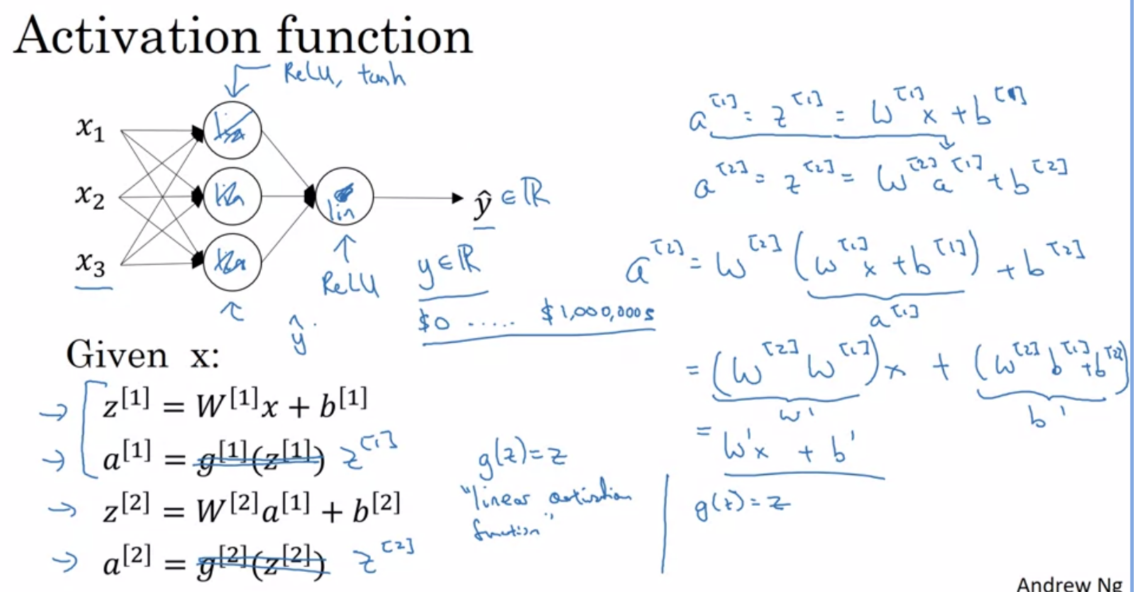 Activation function
ReLU, tanh
x₁
x₂
x₃
lin
ŷ ∈ ℝ
ReLU
y ∈ ℝ
$0 ..... $1,000,000s
ŷ
Given x:
→ z^[1] = W^[1]x + b^[1]
→ a^[1] = g^[1](z^[1]) z^[1]
→ z^[2] = W^[2]a^[1] + b^[2]
→ a^[2] = g^[2](z^[2]) z^[2]
g(z) = z
"linear activation
function"
a^[1] = z^[1] = W^[1]x + b^[1]
a^[2] = z^[2] = W^[2]a^[1] + b^[2]
a^[2] = W^[2](W^[1]x + b^[1]) + b^[2]
a^[1]
= (W^[2]W^[1])x + (W^[2]b^[1] + b^[2])
W' b'
= W'x + b'
g(z) = z
Andrew Ng